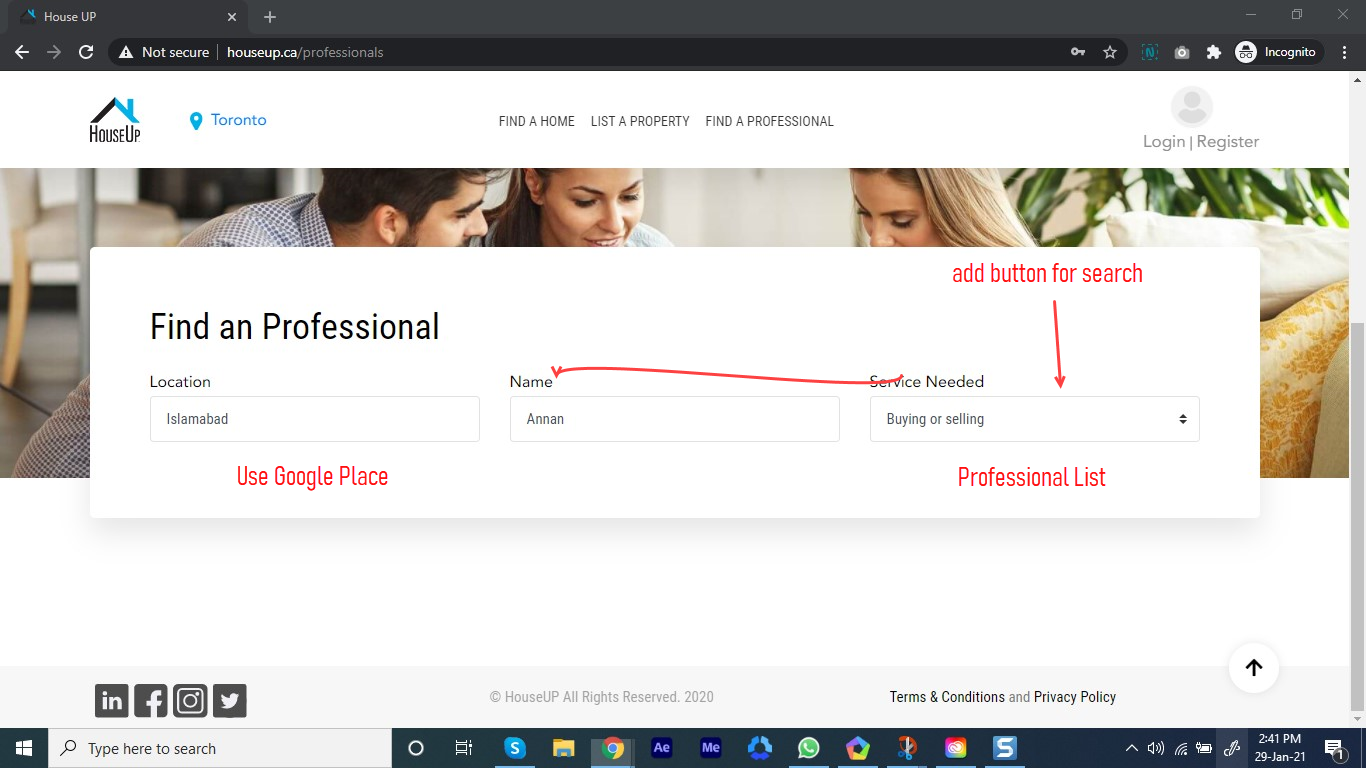 House UP
Not secure houseup.ca/professionals
Incognito
HOUSEUP
Toronto
FIND A HOME LIST A PROPERTY FIND A PROFESSIONAL
Login | Register
add button for search
Find an Professional
Location Name Service Needed
Islamabad Annan Buying or selling
Use Google Place Professional List
© HouseUP All Rights Reserved. 2020
Terms & Conditions and Privacy Policy
Type here to search
Ae Me
2:41 PM
29-Jan-21
1